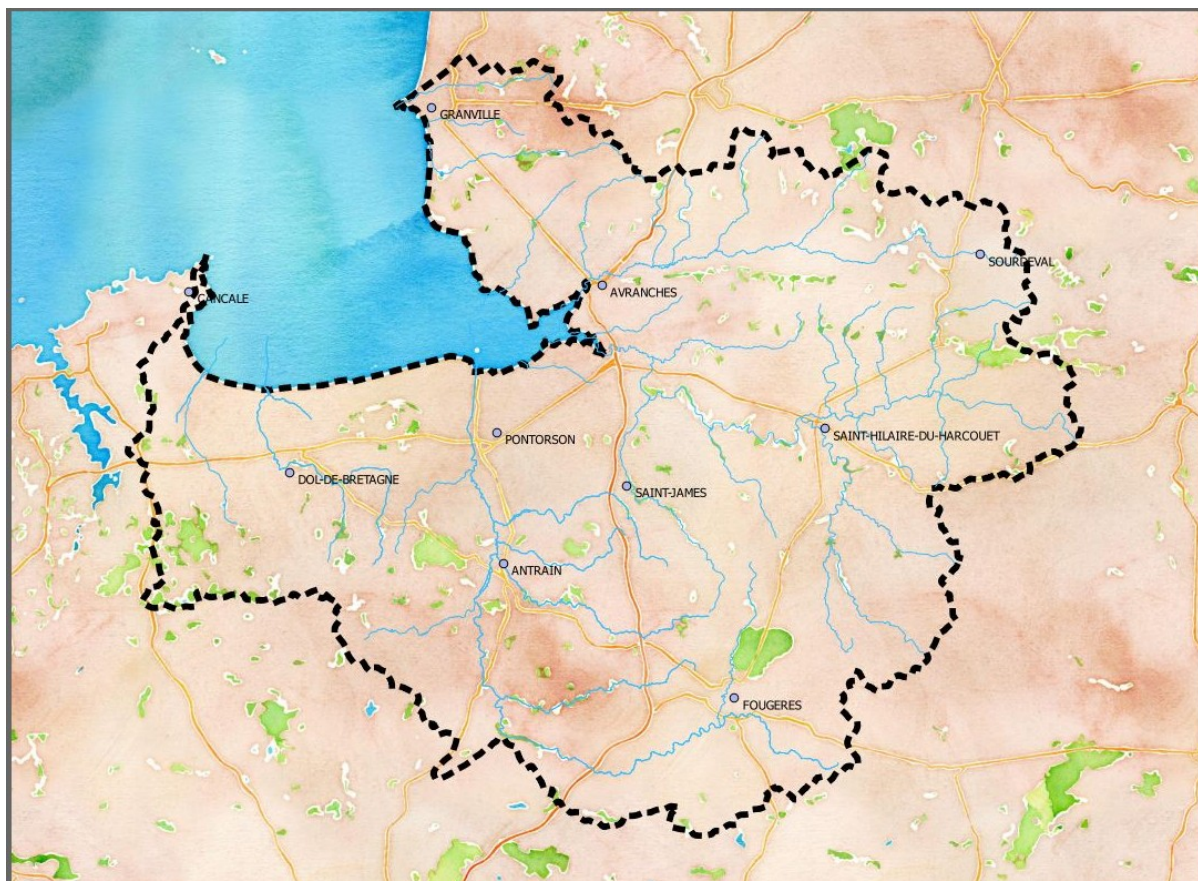 GRANVILLE
SOURDEVAL
AVRANCHES
CANCALE
SAINT-HILAIRE-DU-HARCOUET
PONTORSON
DOL-DE-BRETAGNE
SAINT-JAMES
ANTRAIN
FOUGERES